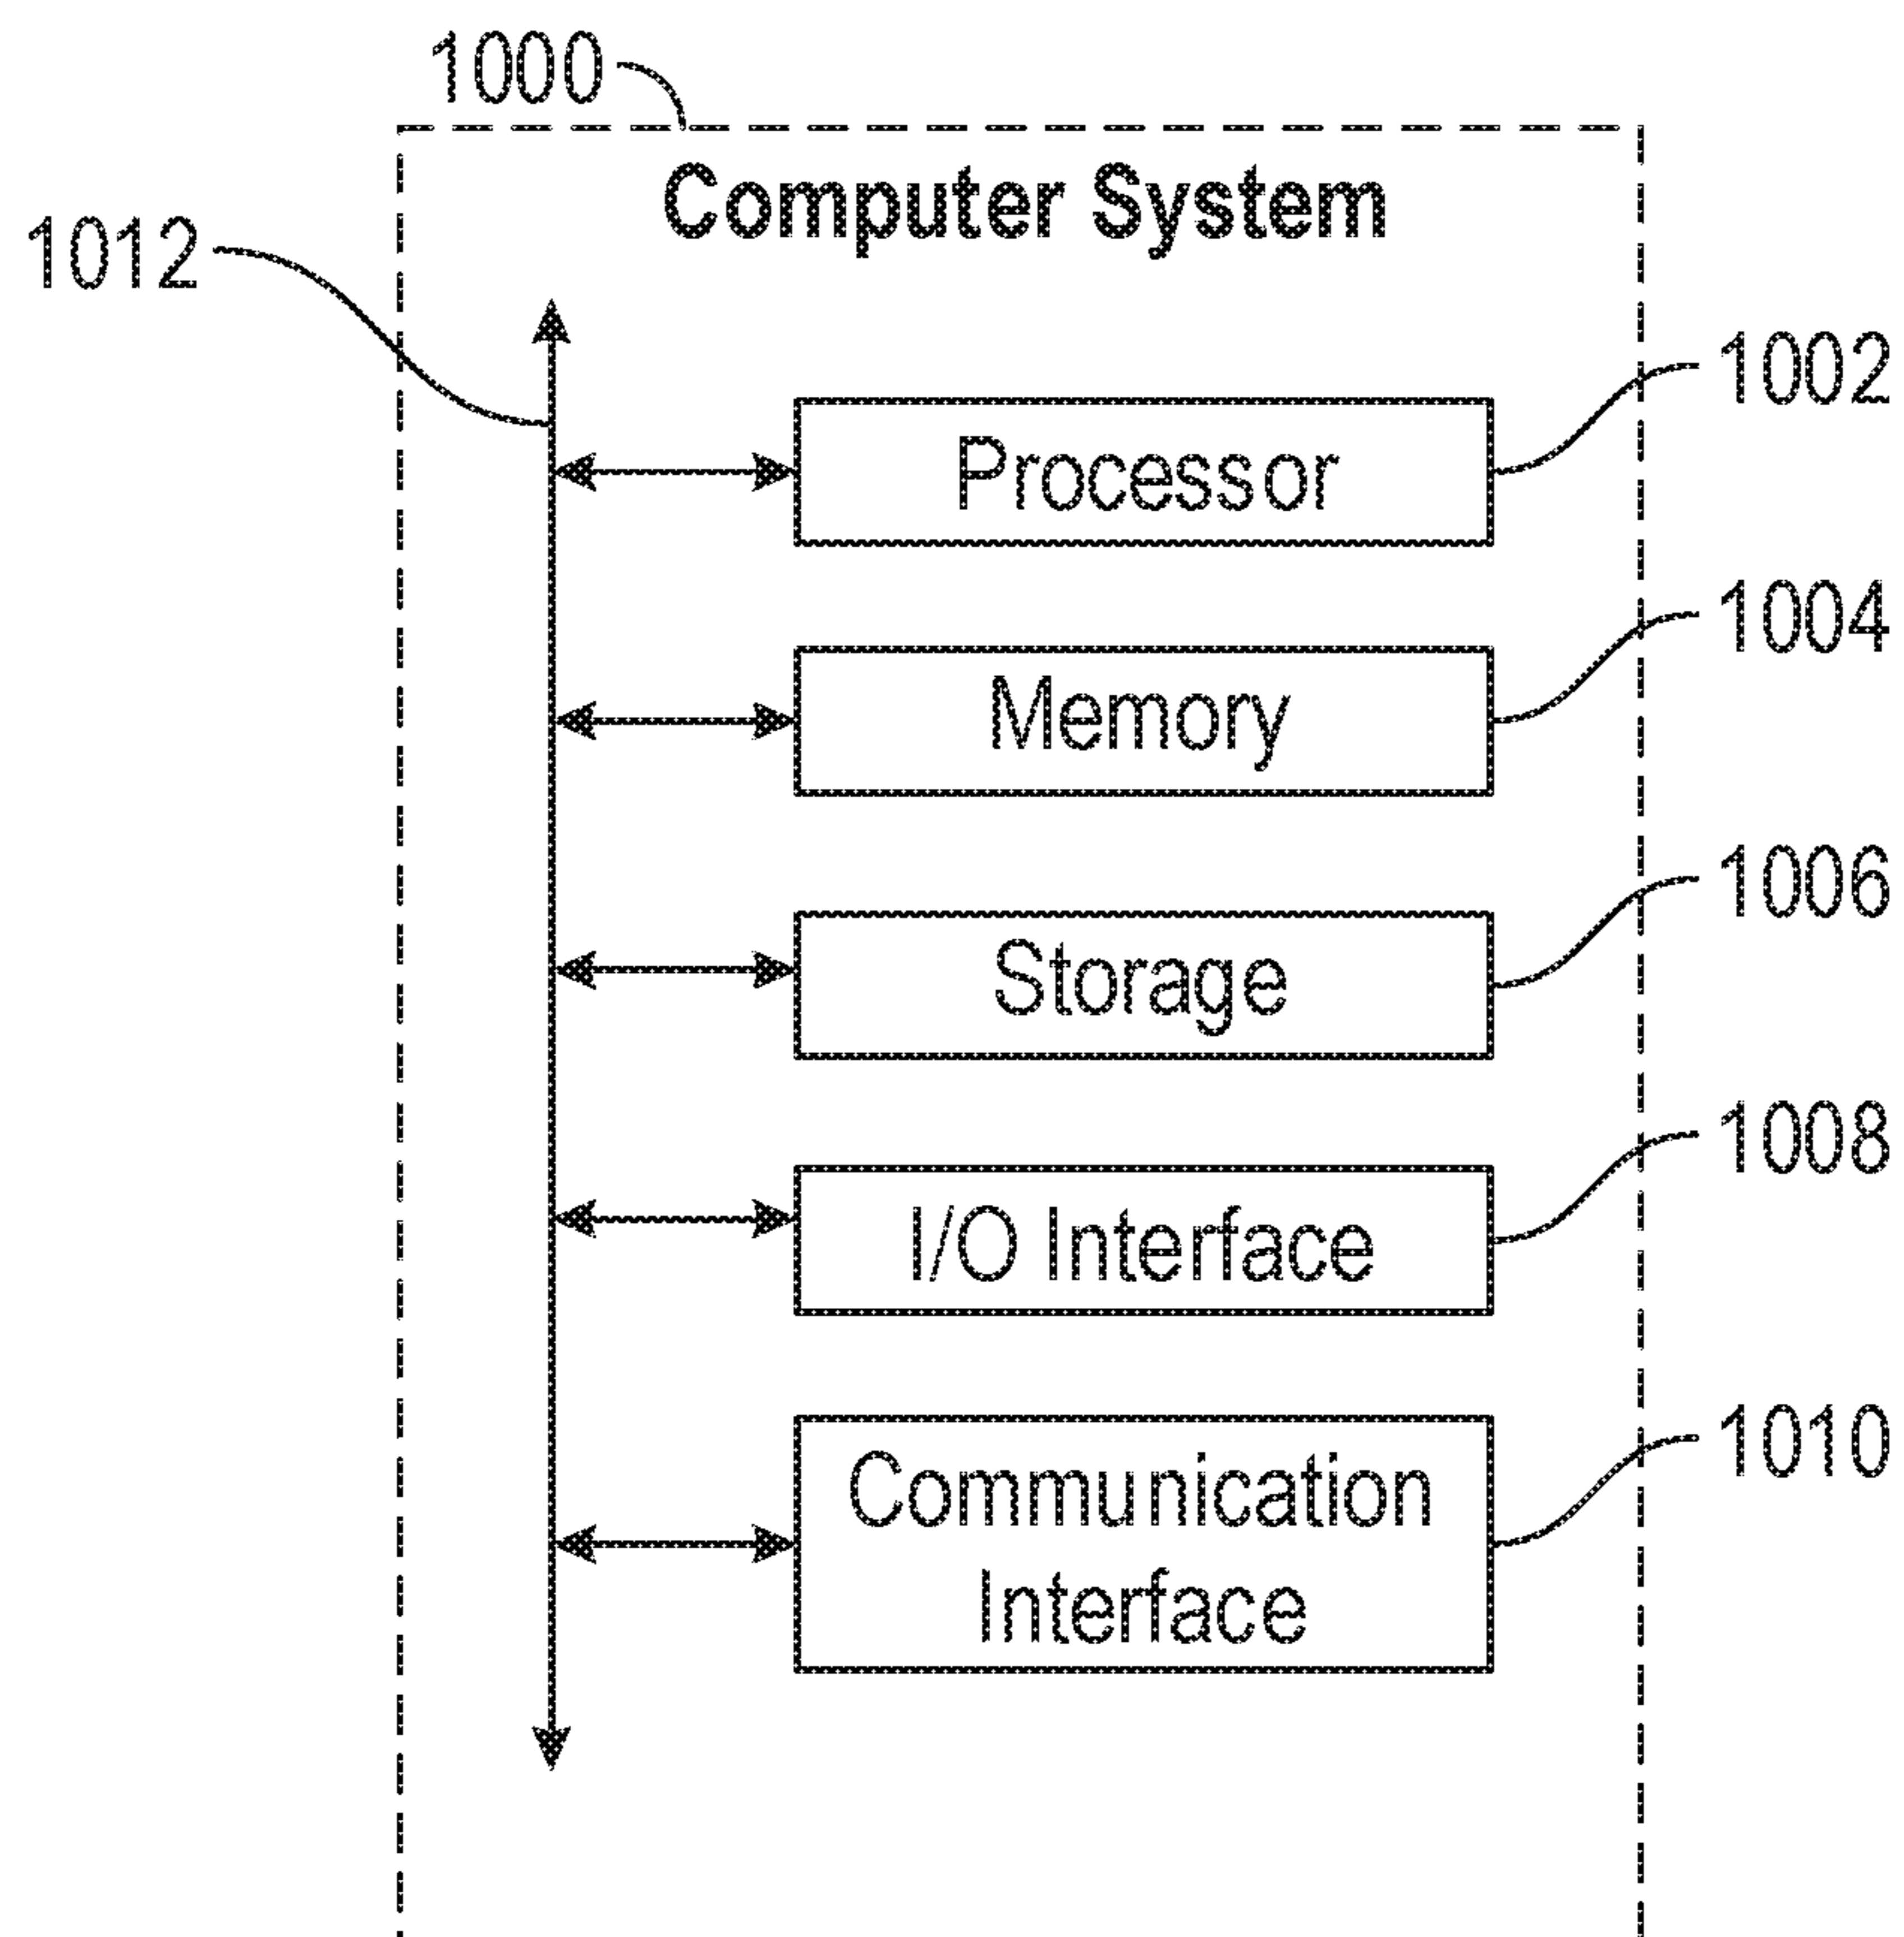 1000
Computer System
1012
1002
Processor
1004
Memory
1006
Storage
1008
I/O Interface
1010
Communication
Interface